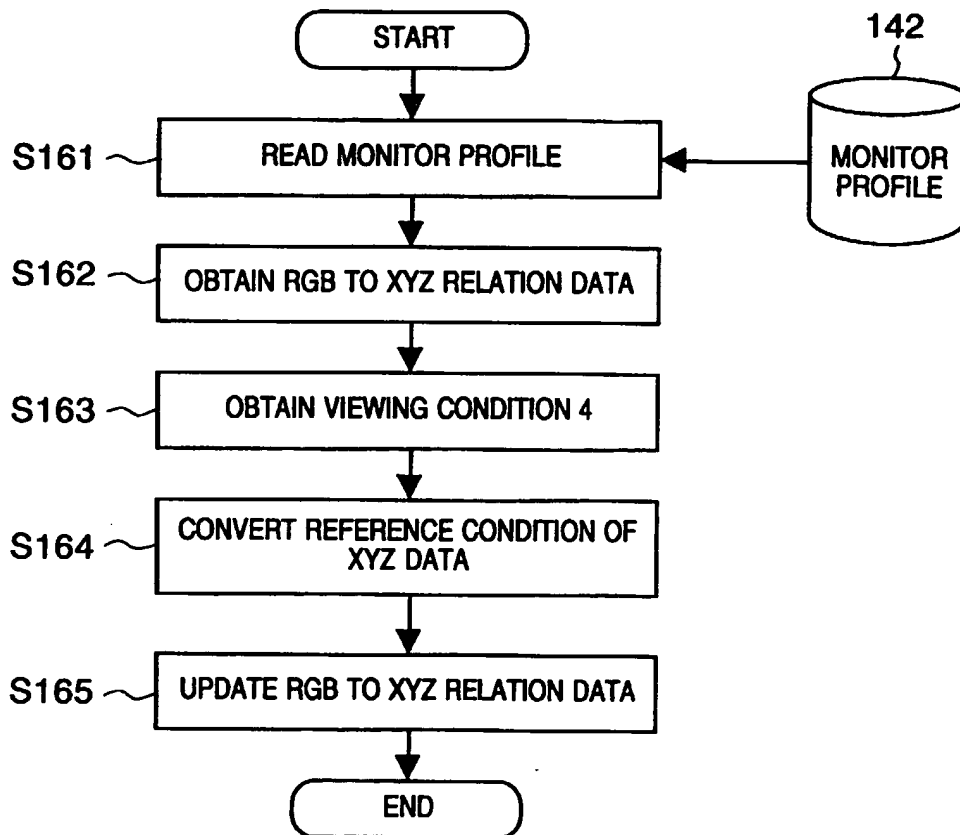 START
142
S161
READ MONITOR PROFILE
MONITOR
PROFILE
S162
OBTAIN RGB TO XYZ RELATION DATA
S163
OBTAIN VIEWING CONDITION 4
S164
CONVERT REFERENCE CONDITION OF
XYZ DATA
S165
UPDATE RGB TO XYZ RELATION DATA
END